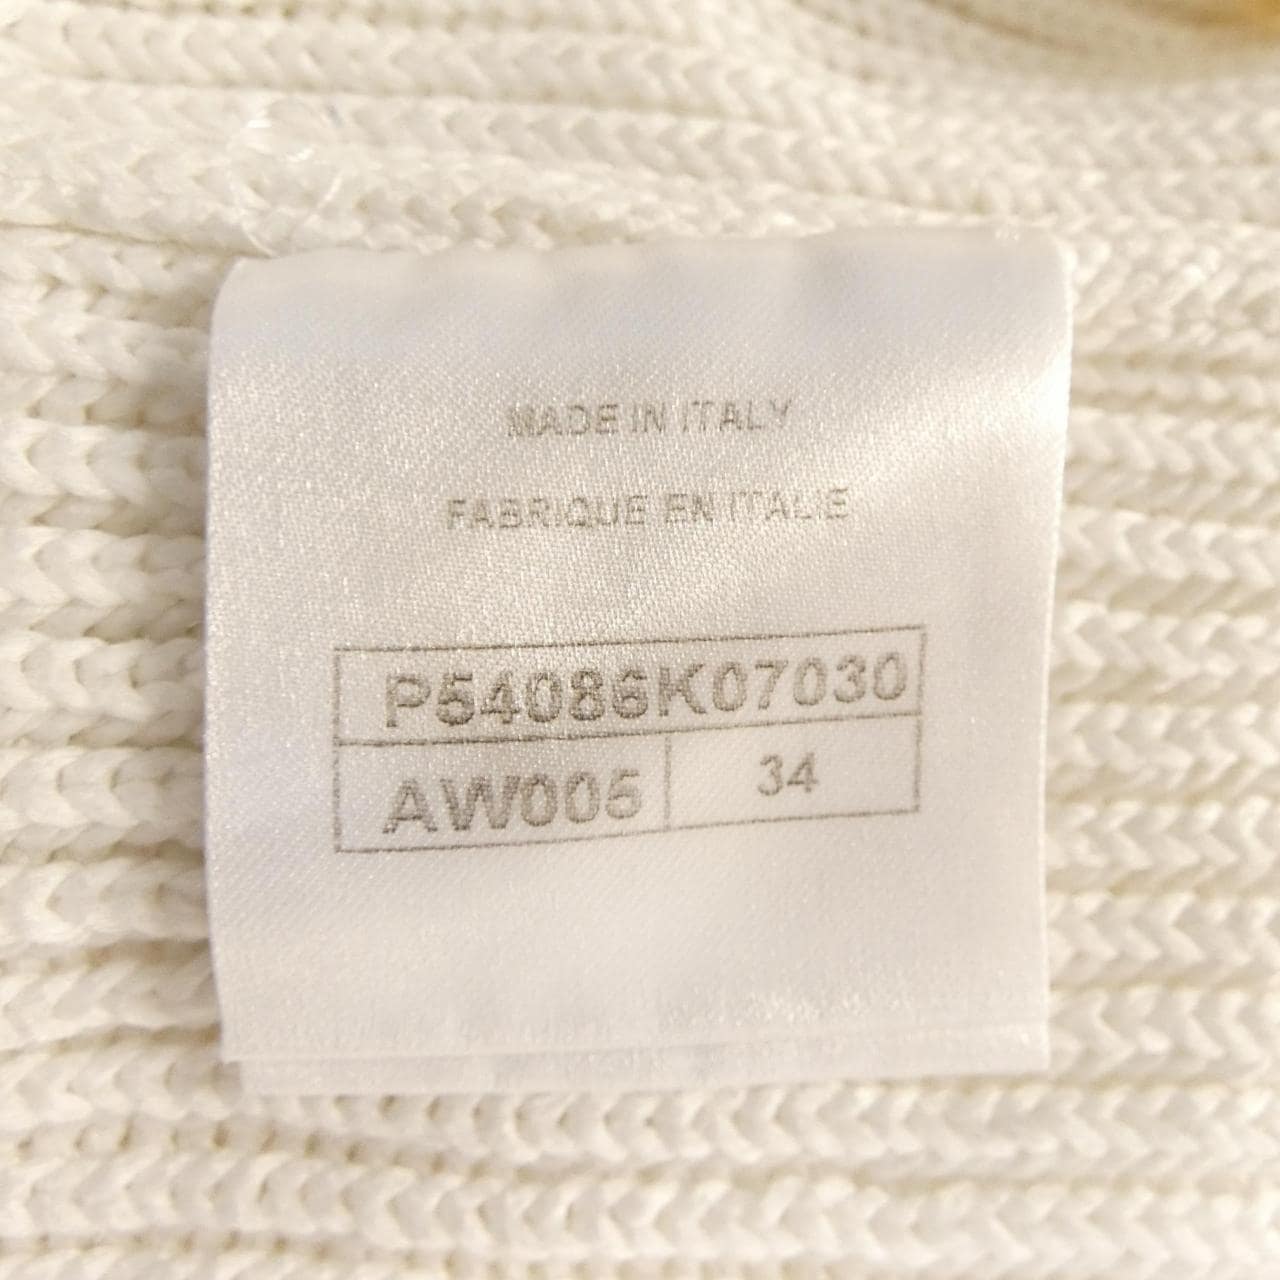 MADE IN ITALY
FABRIQUE EN ITALIE
P54086K07030
AW005 34